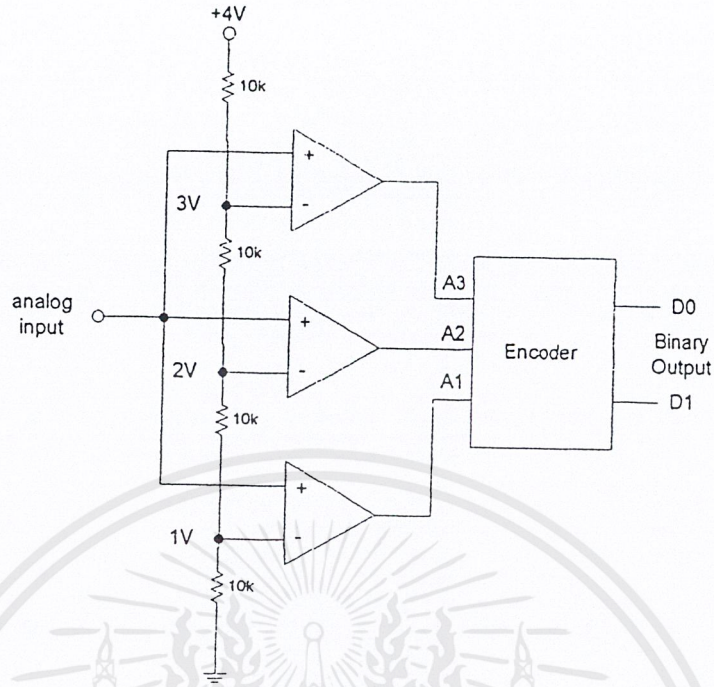 +4V
10k
+
3V
-
10k
A3
analog
input
+
A2
D0
Encoder
Binary
Output
2V
-
A1
D1
10k
+
1V
-
10k